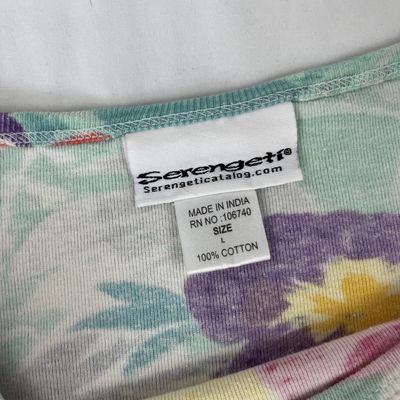 Serengeti®
Serengeticatalog.com
MADE IN INDIA
RN NO :106740
SIZE
L
100% COTTON